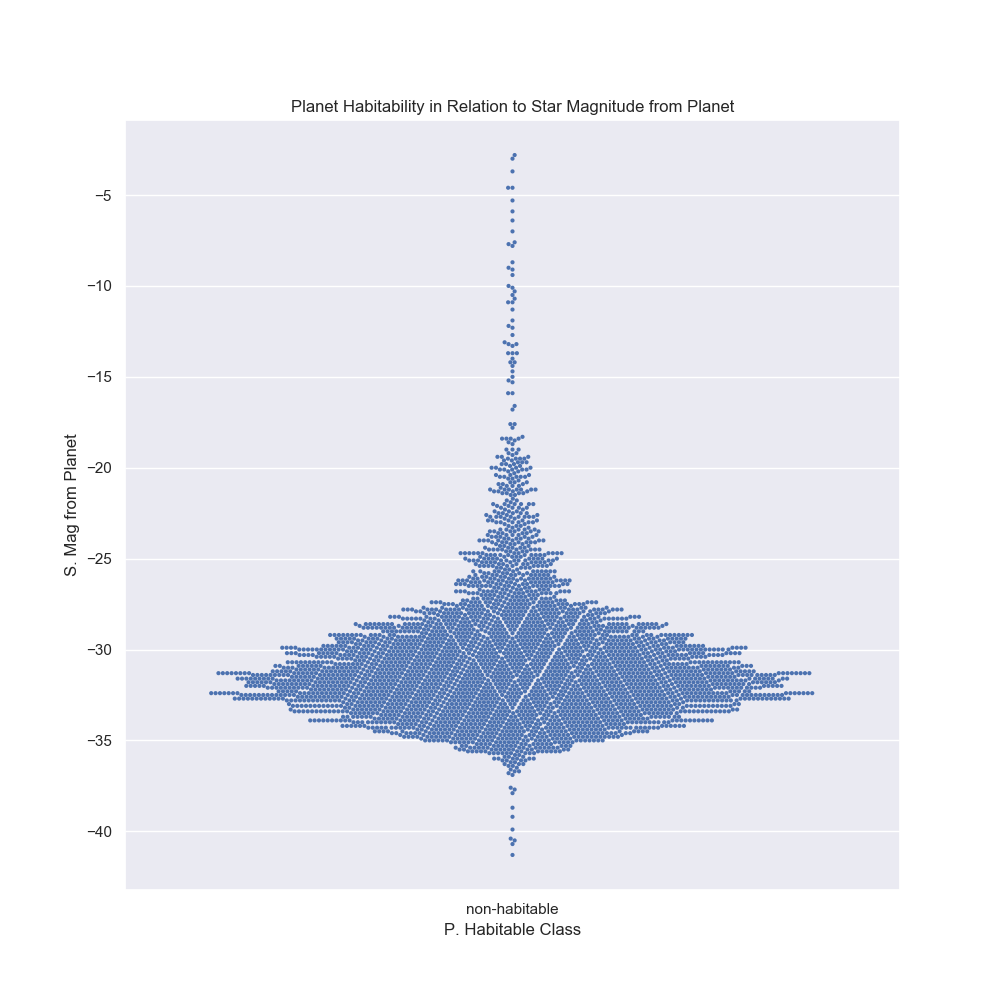 Planet Habitability in Relation to Star Magnitude from Planet
−5
−10
−15
−20
−25
−30
−35
−40
S. Mag from Planet
non-habitable
P. Habitable Class